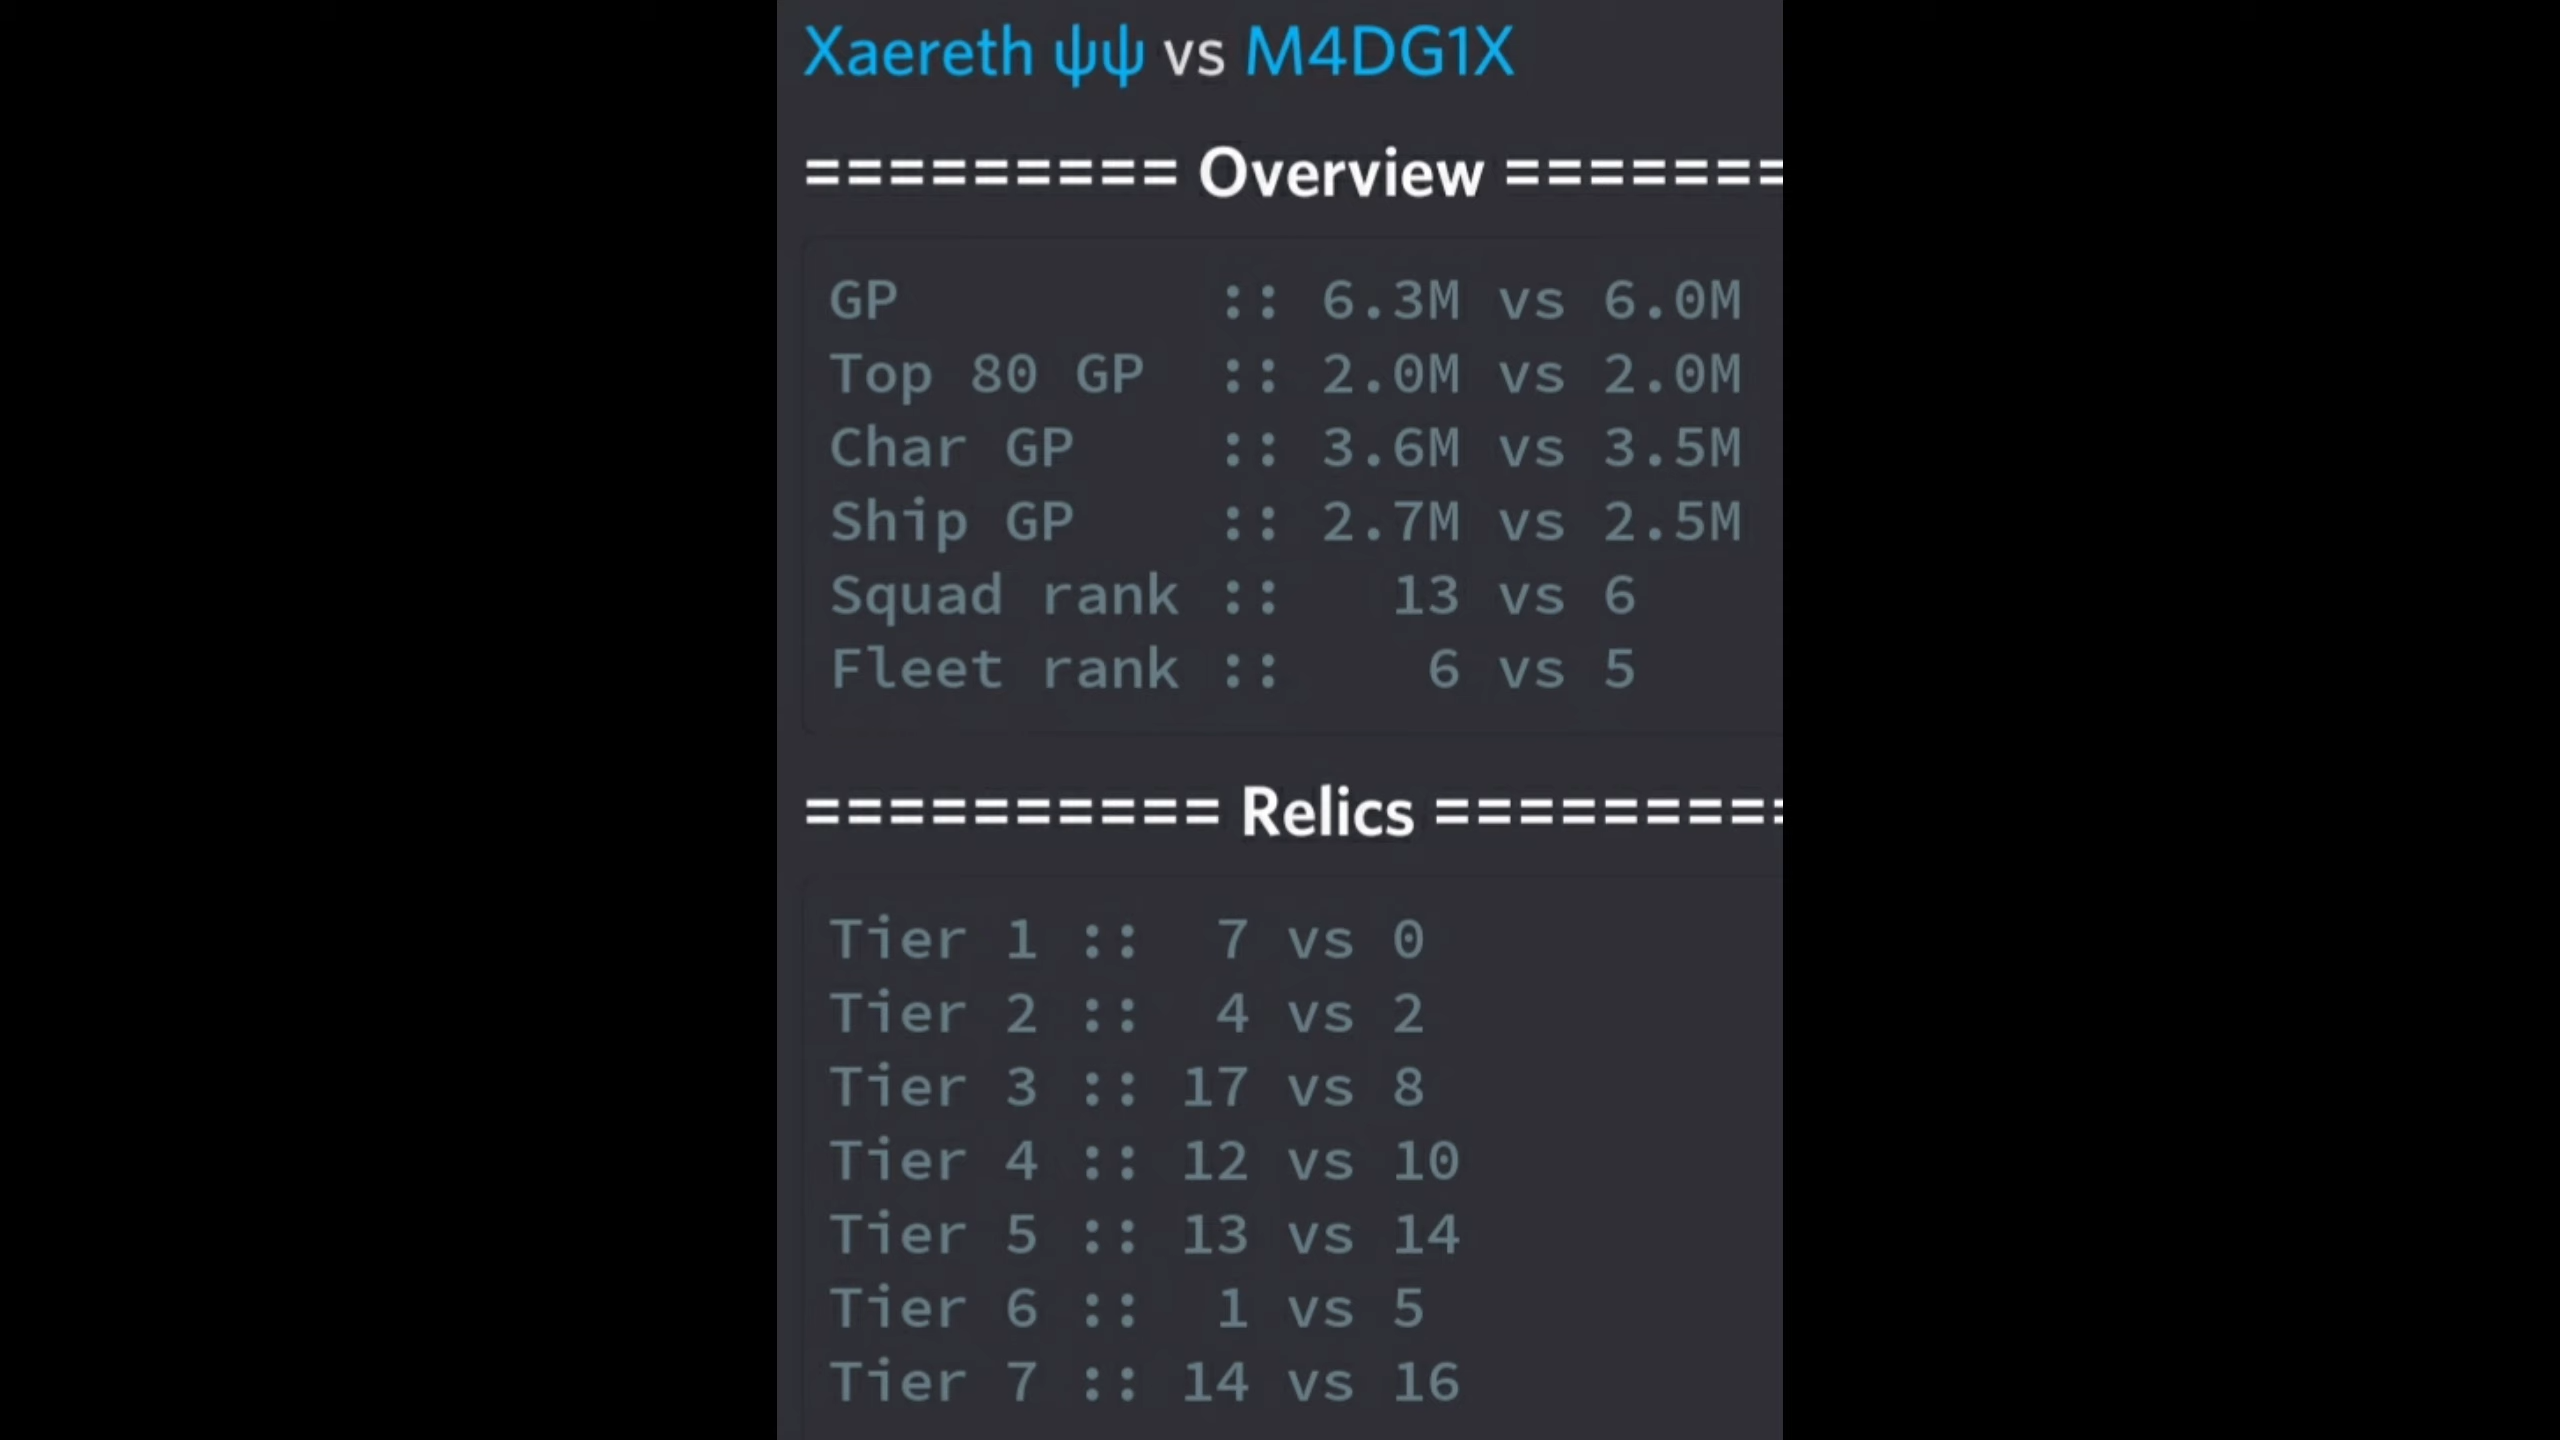 Xaereth ψψ vs M4DG1X
========= Overview =======
GP :: 6.3M vs 6.0M
Top 80 GP :: 2.0M vs 2.0M
Char GP :: 3.6M vs 3.5M
Ship GP :: 2.7M vs 2.5M
Squad rank :: 13 vs 6
Fleet rank :: 6 vs 5
========== Relics =========
Tier 1 :: 7 vs 0
Tier 2 :: 4 vs 2
Tier 3 :: 17 vs 8
Tier 4 :: 12 vs 10
Tier 5 :: 13 vs 14
Tier 6 :: 1 vs 5
Tier 7 :: 14 vs 16